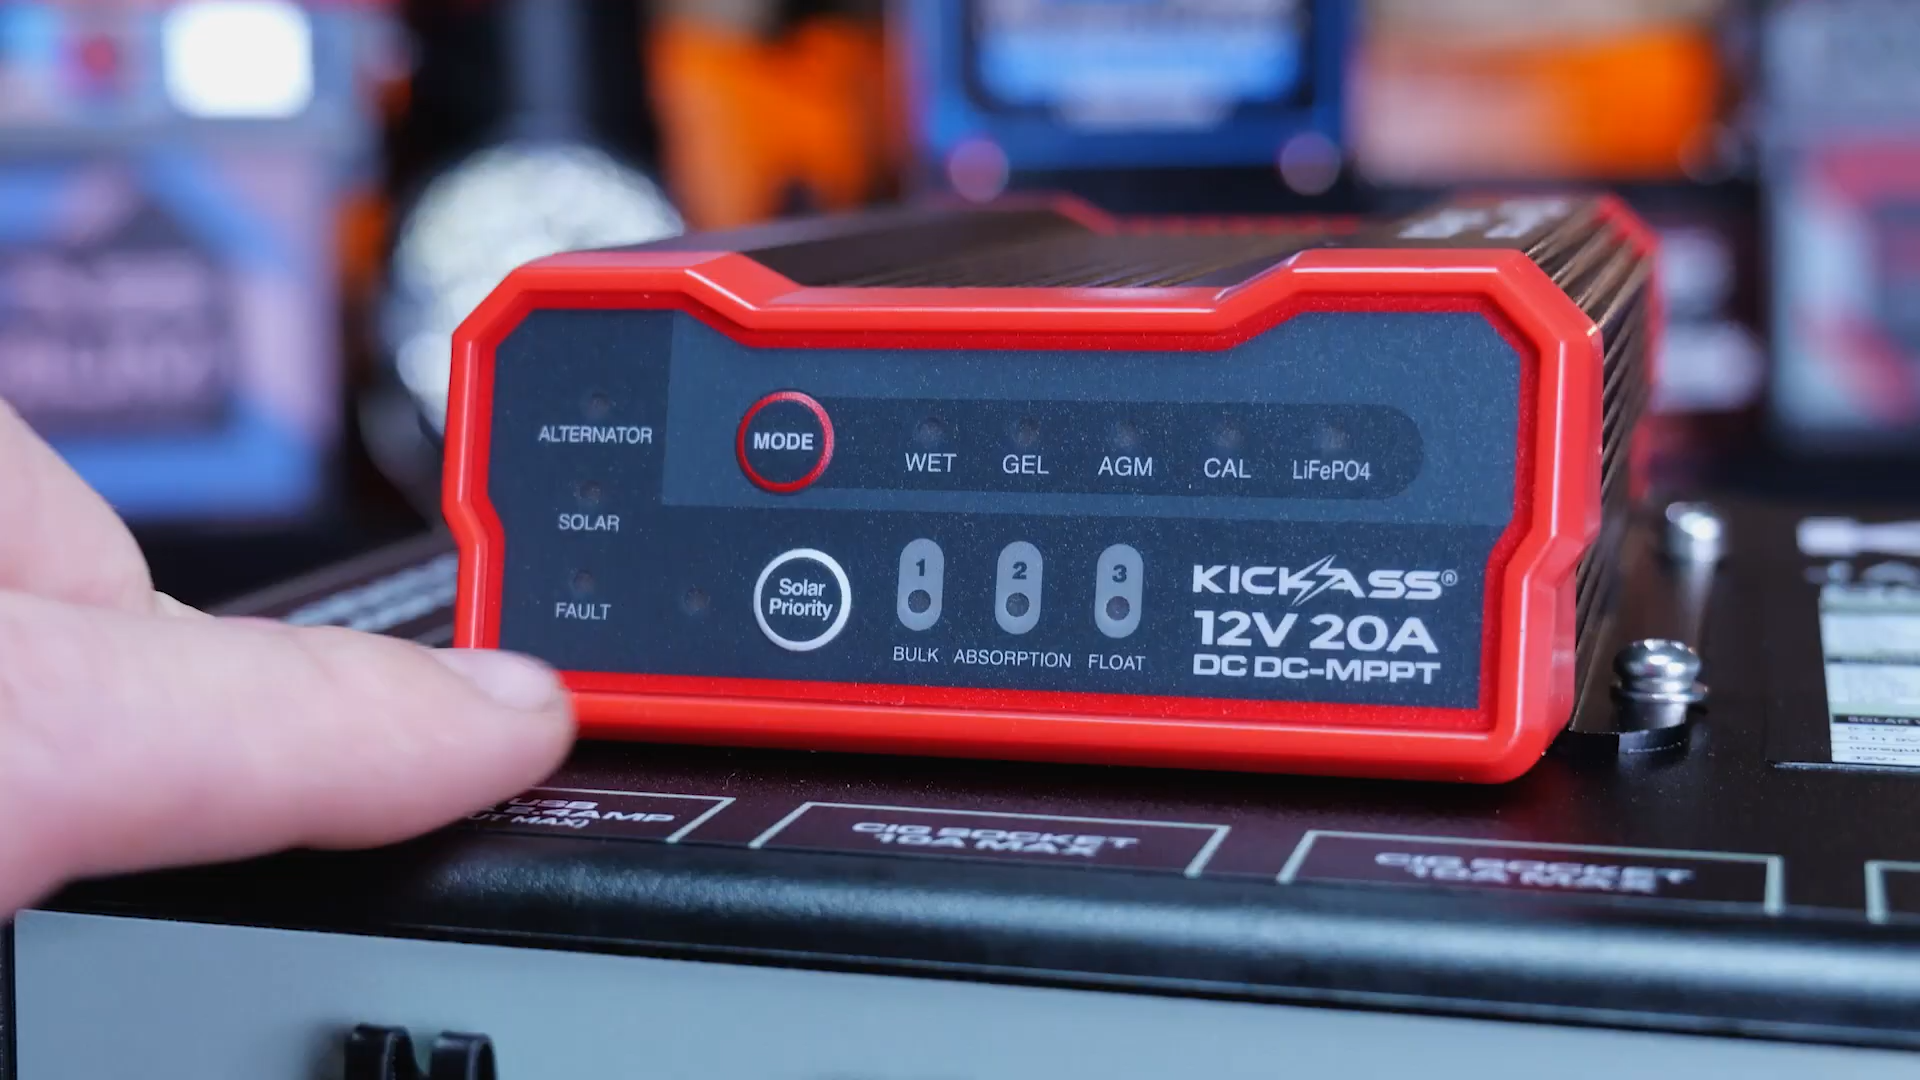 ALTERNATOR
MODE
WET GEL AGM CAL LiFePO4
SOLAR
FAULT
Solar
Priority
1 2 3
BULK ABSORPTION FLOAT
KICKASS®
12V 20A
DC DC-MPPT
USB
CIG SOCKET
10A MAX
CIG SOCKET
10A MAX